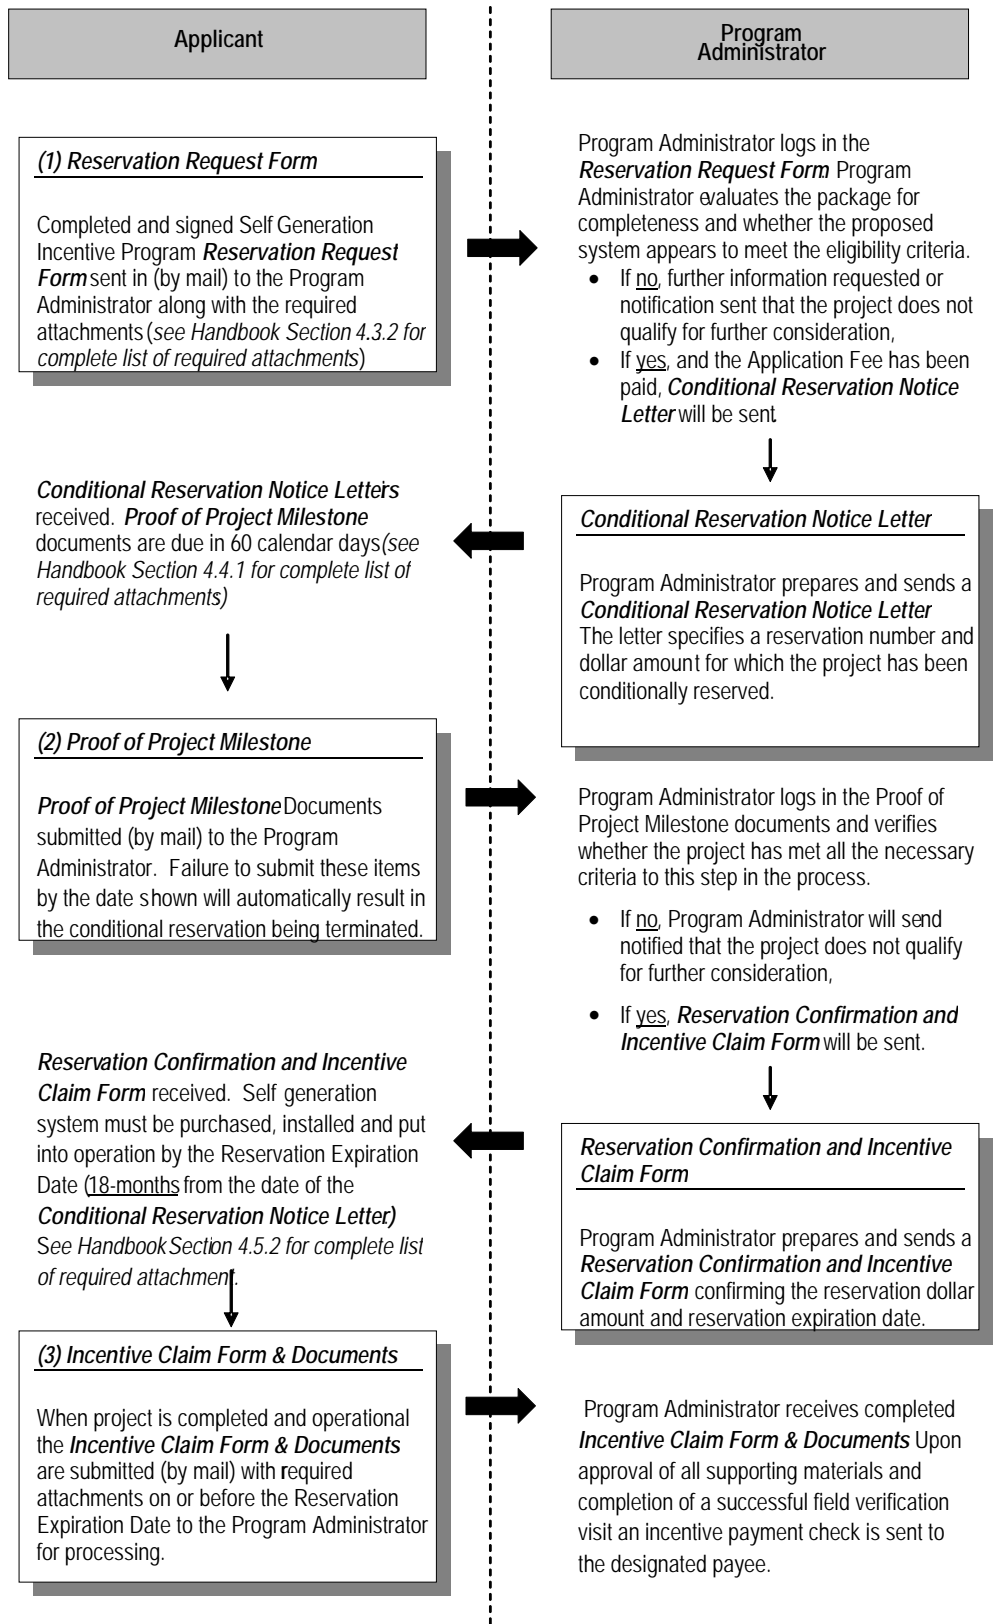 Applicant
Program
Administrator
(1) Reservation Request Form
Completed and signed Self Generation
Incentive Program Reservation Request
Form sent in (by mail) to the Program
Administrator along with the required
attachments (see Handbook Section 4.3.2 for
complete list of required attachments)
Program Administrator logs in the
Reservation Request Form. Program
Administrator evaluates the package for
completeness and whether the proposed
system appears to meet the eligibility criteria.
• If no, further information requested or
notification sent that the project does not
qualify for further consideration,
• If yes, and the Application Fee has been
paid, Conditional Reservation Notice
Letter will be sent.
Conditional Reservation Notice Letter is
received. Proof of Project Milestone
documents are due in 60 calendar days (see
Handbook Section 4.4.1 for complete list of
required attachments)
Conditional Reservation Notice Letter
Program Administrator prepares and sends a
Conditional Reservation Notice Letter
The letter specifies a reservation number and
dollar amount for which the project has been
conditionally reserved.
(2) Proof of Project Milestone
Proof of Project Milestone Documents
submitted (by mail) to the Program
Administrator. Failure to submit these items
by the date shown will automatically result in
the conditional reservation being terminated.
Program Administrator logs in the Proof of
Project Milestone documents and verifies
whether the project has met all the necessary
criteria to this step in the process.
• If no, Program Administrator will send
notified that the project does not qualify
for further consideration,
• If yes, Reservation Confirmation and
Incentive Claim Form will be sent.
Reservation Confirmation and Incentive
Claim Form received. Self generation
system must be purchased, installed and put
into operation by the Reservation Expiration
Date (18-months from the date of the
Conditional Reservation Notice Letter.)
See Handbook Section 4.5.2 for complete list
of required attachment.
Reservation Confirmation and Incentive
Claim Form
Program Administrator prepares and sends a
Reservation Confirmation and Incentive
Claim Form confirming the reservation dollar
amount and reservation expiration date.
(3) Incentive Claim Form & Documents
When project is completed and operational
the Incentive Claim Form & Documents
are submitted (by mail) with required
attachments on or before the Reservation
Expiration Date to the Program Administrator
for processing.
Program Administrator receives completed
Incentive Claim Form & Documents Upon
approval of all supporting materials and
completion of a successful field verification
visit an incentive payment check is sent to
the designated payee.